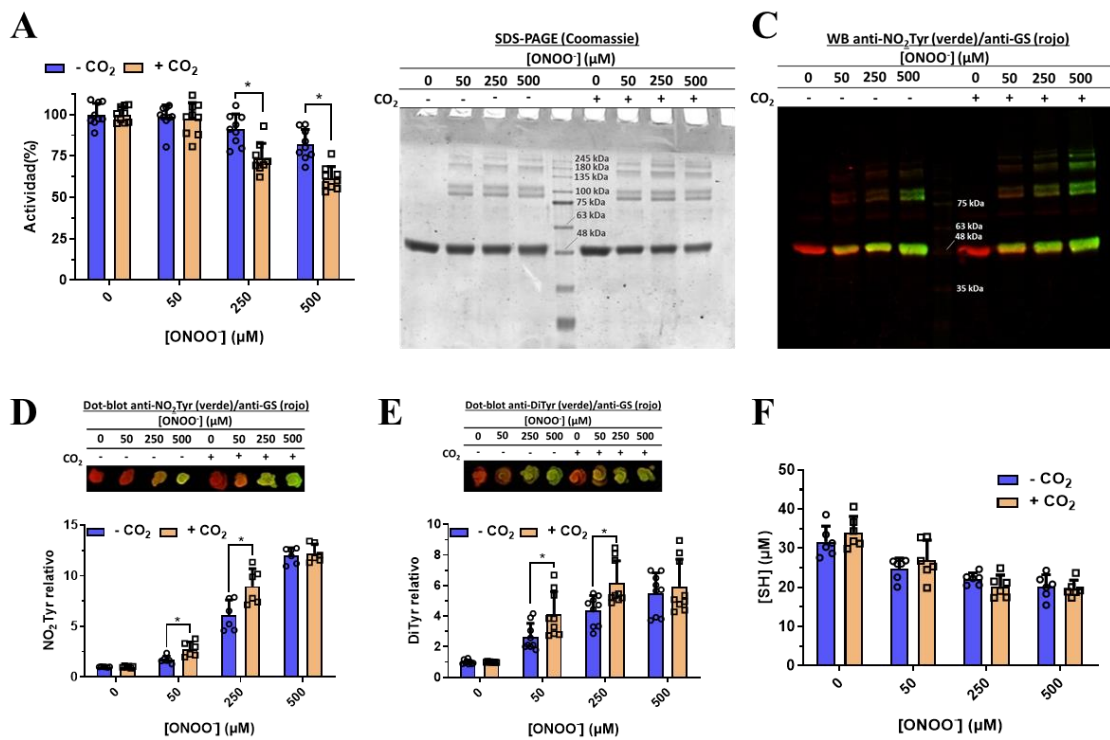 A
- CO₂ + CO₂
Actividad(%)
100
75
50
25
0
* *
0 50 250 500
[ONOO⁻] (µM)
SDS-PAGE (Coomassie)
[ONOO⁻] (µM)
0 50 250 500 0 50 250 500
CO₂ - - - - + + + +
245 kDa
180 kDa
135 kDa
100 kDa
75 kDa
63 kDa
48 kDa
C
WB anti-NO₂Tyr (verde)/anti-GS (rojo)
[ONOO⁻] (µM)
0 50 250 500 0 50 250 500
CO₂ - - - - + + + +
75 kDa
63 kDa
48 kDa
35 kDa
D
Dot-blot anti-NO₂Tyr (verde)/anti-GS (rojo)
[ONOO⁻] (µM)
0 50 250 500 0 50 250 500
CO₂ - - - - + + + +
- CO₂ + CO₂
NO₂Tyr relativo
15
10
5
0
* *
0 50 250 500
[ONOO⁻] (µM)
E
Dot-blot anti-DiTyr (verde)/anti-GS (rojo)
[ONOO⁻] (µM)
0 50 250 500 0 50 250 500
CO₂ - - - - + + + +
- CO₂ + CO₂
DiTyr relativo
10
8
6
4
2
0
* *
0 50 250 500
[ONOO⁻] (µM)
F
- CO₂
+ CO₂
[SH] (µM)
50
40
30
20
10
0
0 50 250 500
[ONOO⁻] (µM)